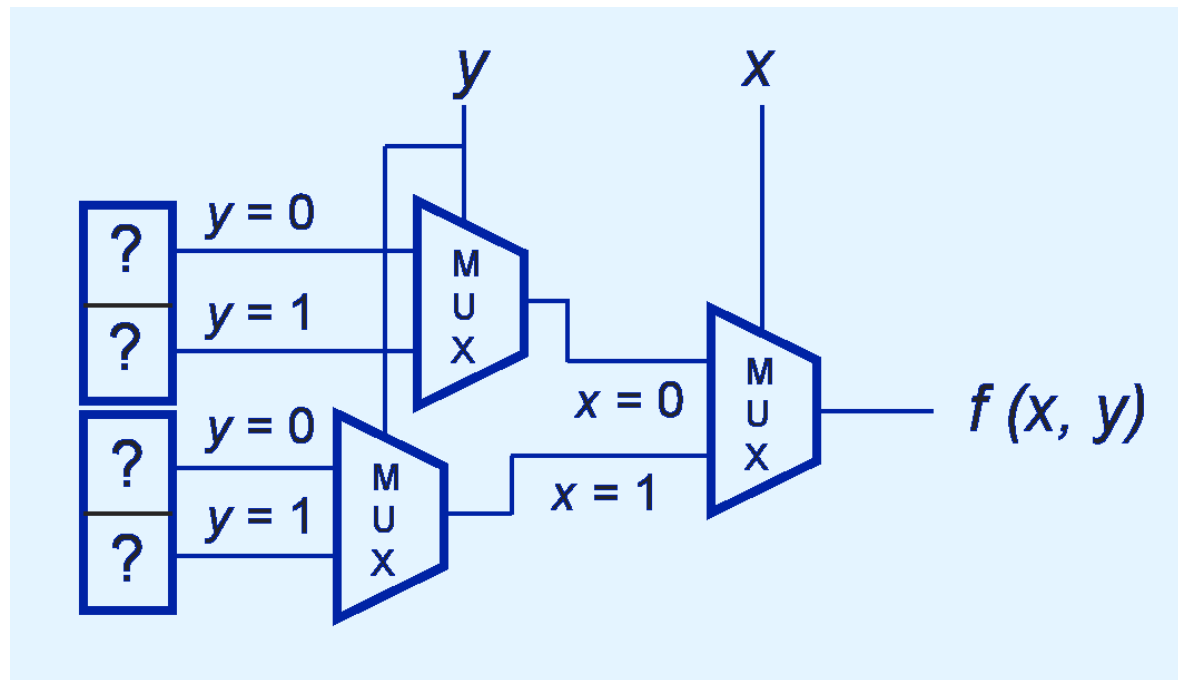 y
x
y = 0
?
M
U
X
y = 1
?
M
U
X
x = 0
f (x, y)
y = 0
?
M
U
X
x = 1
y = 1
?